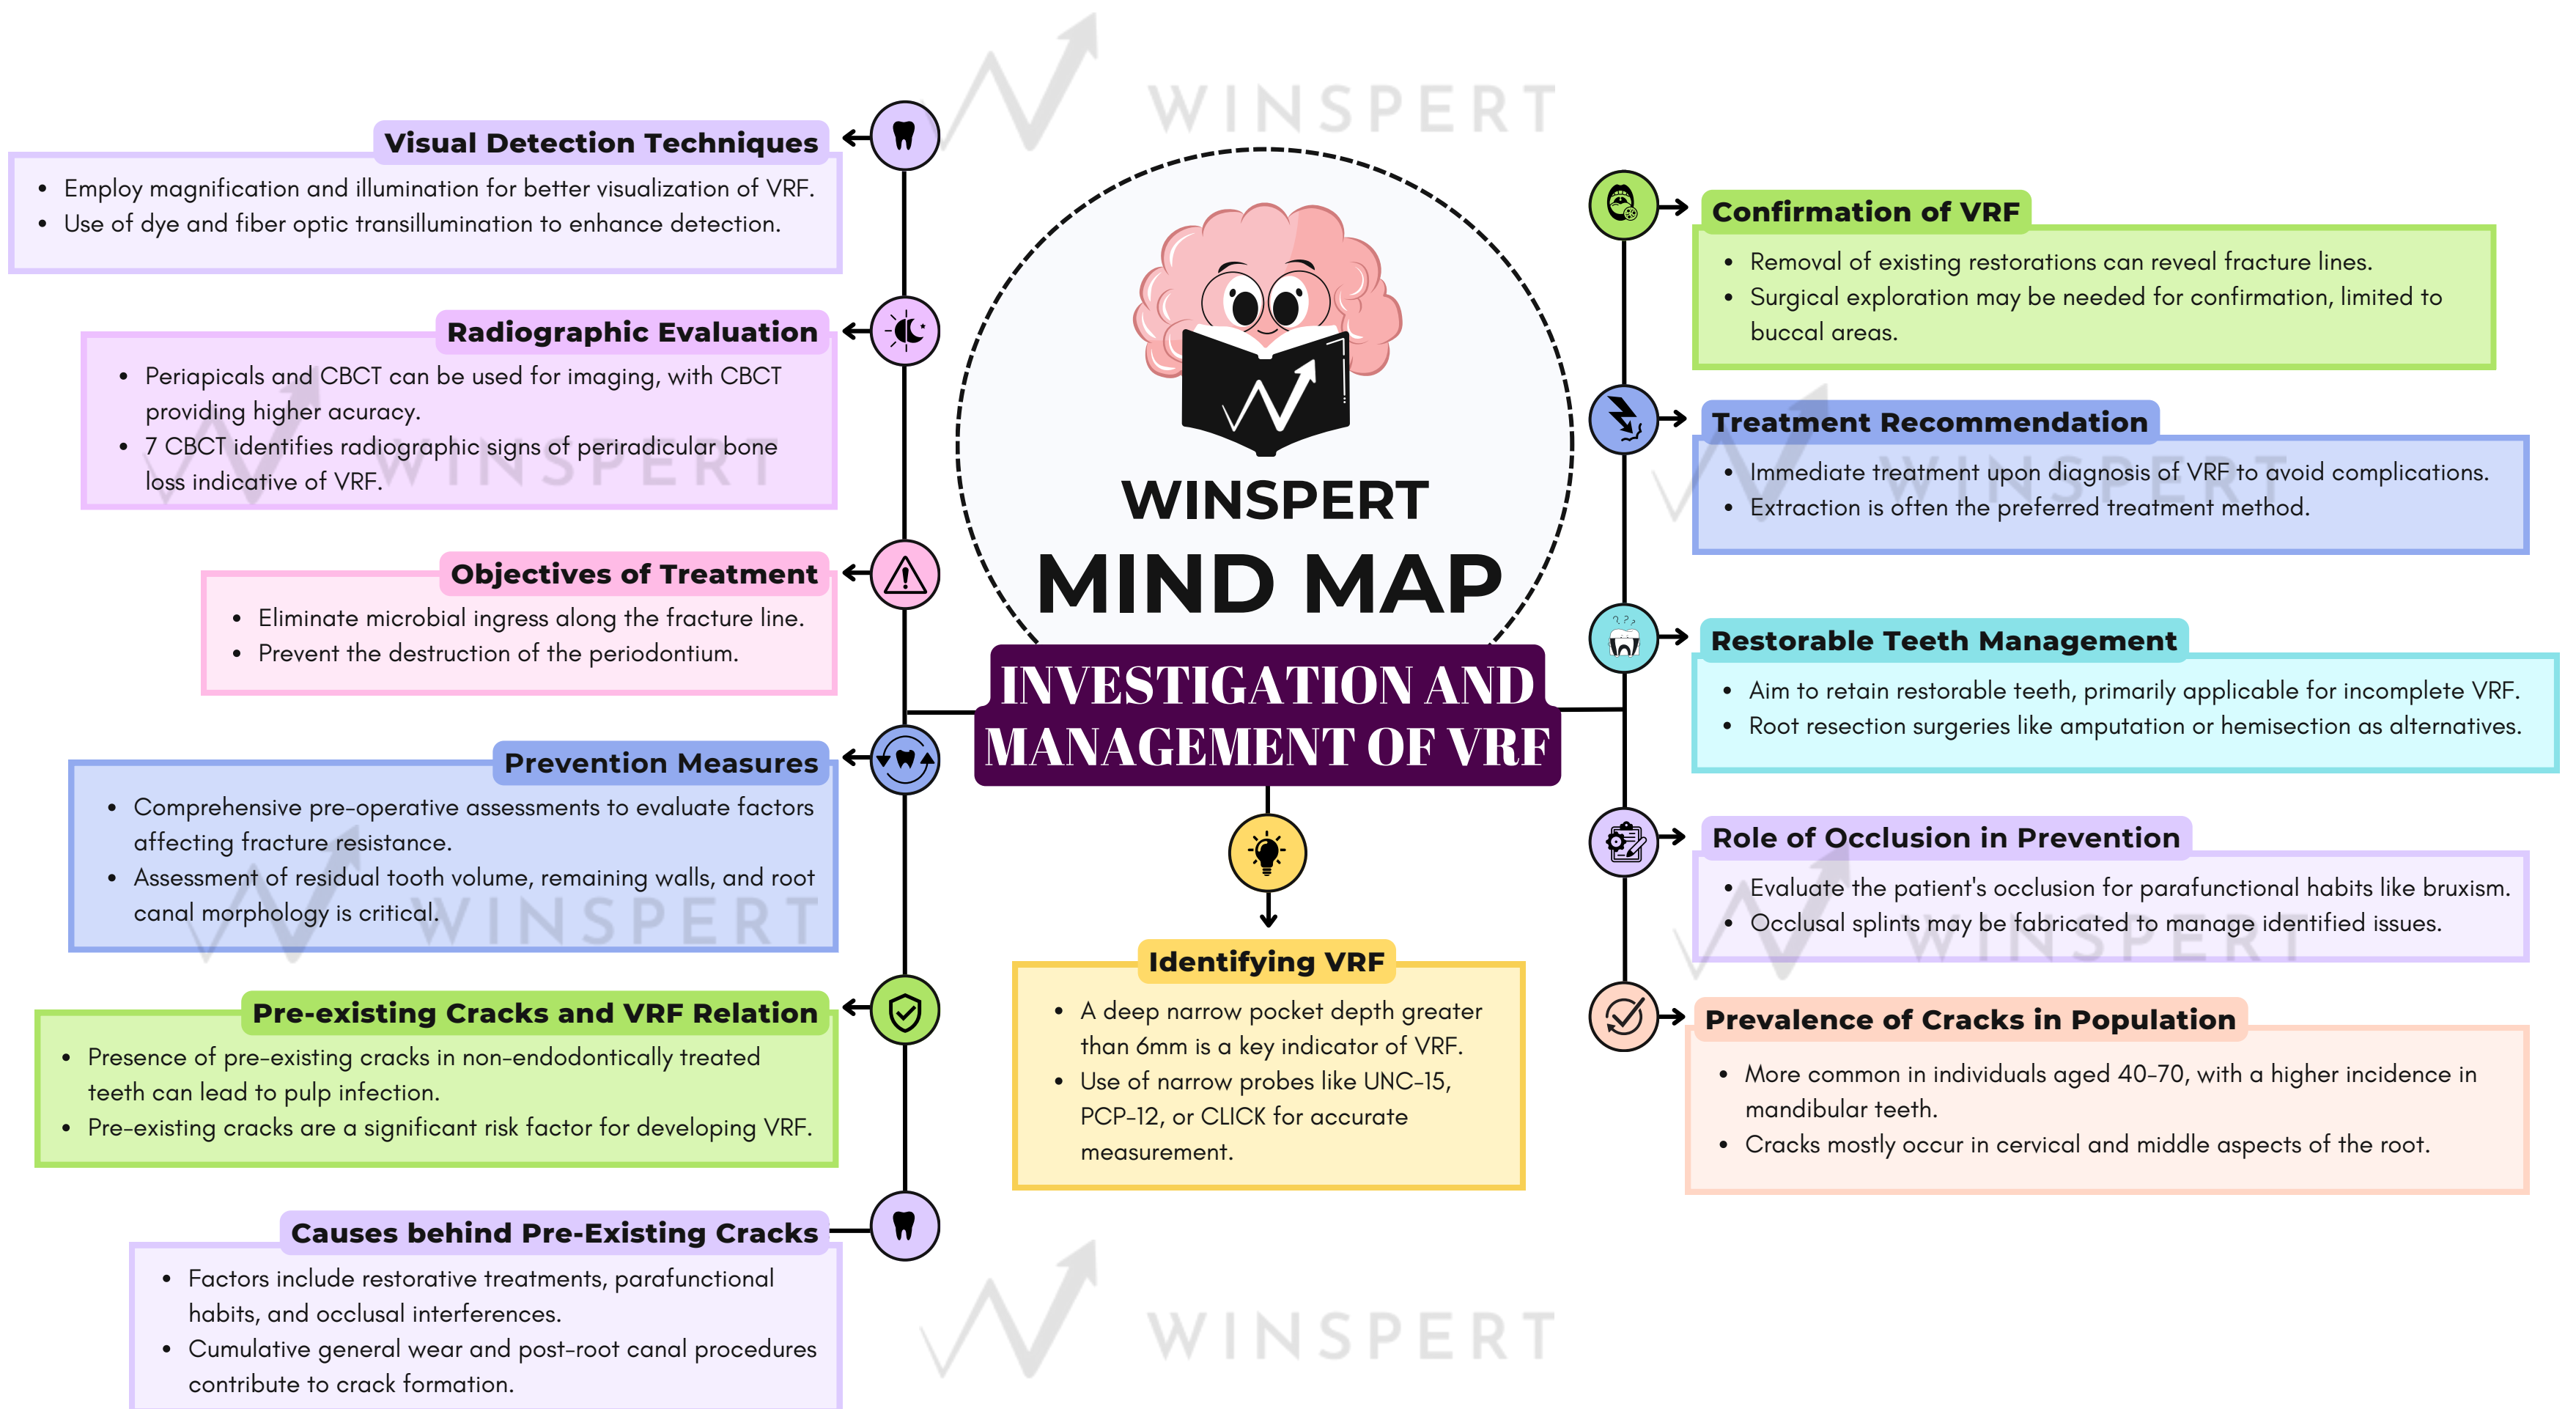 WINSPERT
Visual Detection Techniques
• Employ magnification and illumination for better visualization of VRF.
• Use of dye and fiber optic transillumination to enhance detection.
Radiographic Evaluation
• Periapicals and CBCT can be used for imaging, with CBCT
providing higher acuracy.
• 7 CBCT identifies radiographic signs of periradicular bone
loss indicative of VRF.
WINSPERT
Objectives of Treatment
• Eliminate microbial ingress along the fracture line.
• Prevent the destruction of the periodontium.
Prevention Measures
• Comprehensive pre-operative assessments to evaluate factors
affecting fracture resistance.
• Assessment of residual tooth volume, remaining walls, and root
canal morphology is critical.
WINSPERT
Pre-existing Cracks and VRF Relation
• Presence of pre-existing cracks in non-endodontically treated
teeth can lead to pulp infection.
• Pre-existing cracks are a significant risk factor for developing VRF.
Causes behind Pre-Existing Cracks
• Factors include restorative treatments, parafunctional
habits, and occlusal interferences.
• Cumulative general wear and post-root canal procedures
contribute to crack formation.
WINSPERT
MIND MAP
INVESTIGATION AND
MANAGEMENT OF VRF
Identifying VRF
• A deep narrow pocket depth greater
than 6mm is a key indicator of VRF.
• Use of narrow probes like UNC-15,
PCP-12, or CLICK for accurate
measurement.
WINSPERT
Confirmation of VRF
• Removal of existing restorations can reveal fracture lines.
• Surgical exploration may be needed for confirmation, limited to
buccal areas.
Treatment Recommendation
• Immediate treatment upon diagnosis of VRF to avoid complications.
• Extraction is often the preferred treatment method.
WINSPERT
???
Restorable Teeth Management
• Aim to retain restorable teeth, primarily applicable for incomplete VRF.
• Root resection surgeries like amputation or hemisection as alternatives.
Role of Occlusion in Prevention
• Evaluate the patient's occlusion for parafunctional habits like bruxism.
• Occlusal splints may be fabricated to manage identified issues.
WINSPERT
Prevalence of Cracks in Population
• More common in individuals aged 40-70, with a higher incidence in
mandibular teeth.
• Cracks mostly occur in cervical and middle aspects of the root.